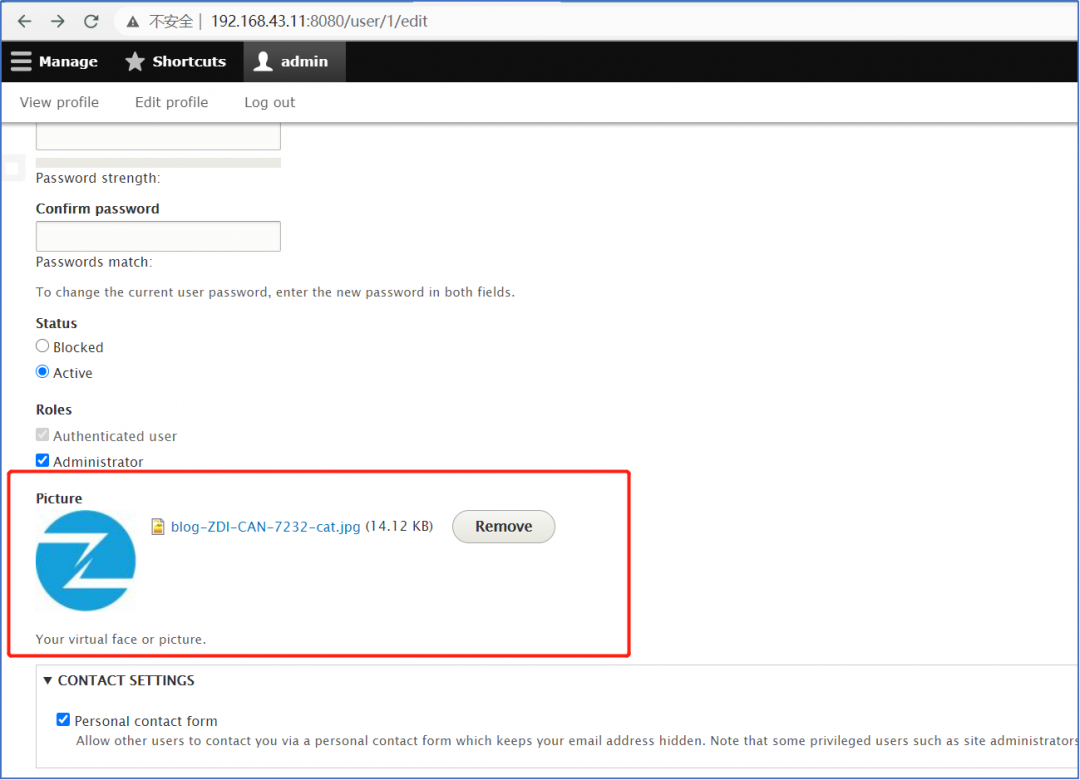 不安全 | 192.168.43.11:8080/user/1/edit
Manage Shortcuts admin
View profile Edit profile Log out
Password strength:
Confirm password
Passwords match:
To change the current user password, enter the new password in both fields.
Status
Blocked
Active
Roles
Authenticated user
Administrator
Picture
blog-ZDI-CAN-7232-cat.jpg (14.12 KB) Remove
Your virtual face or picture.
▼ CONTACT SETTINGS
Personal contact form
Allow other users to contact you via a personal contact form which keeps your email address hidden. Note that some privileged users such as site administrators